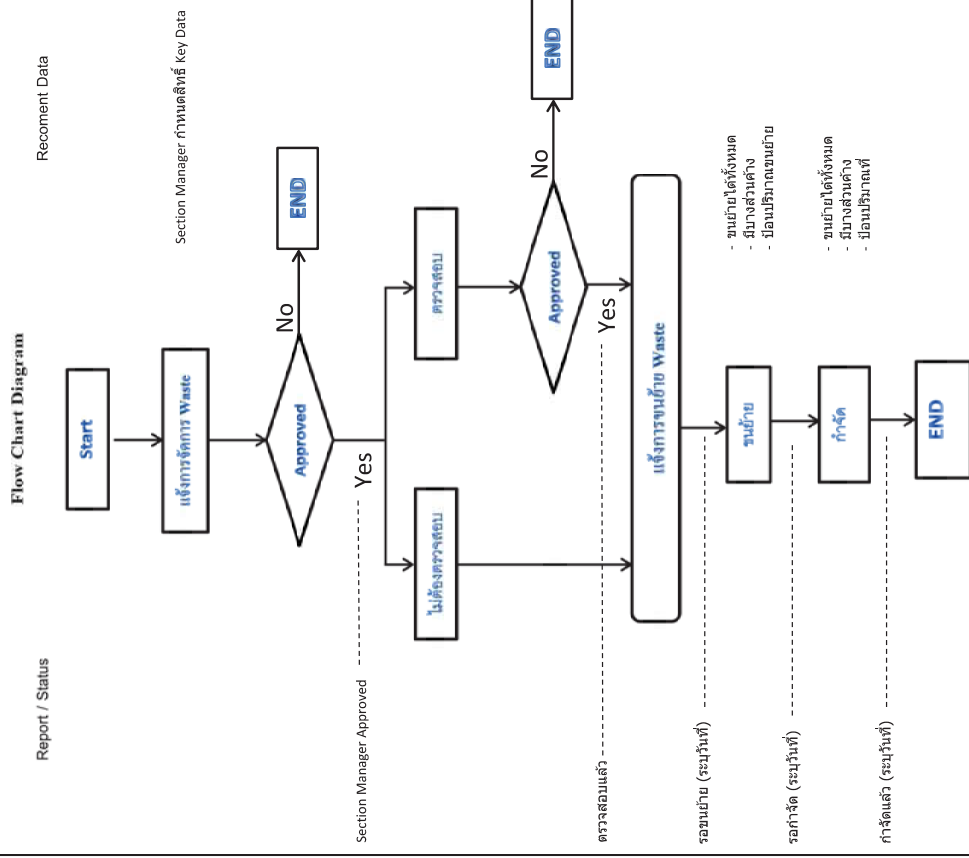 Flow Chart Diagram
Report / Status
Recoment Data
Start
แจ้งการจัดการ Waste
Section Manager กำหนดสิทธิ์ Key Data
Approved
No
END
Section Manager Approved
Yes
ไม่ต้องตรวจสอบ
ตรวจสอบ
Approved
No
END
ตรวจสอบแล้ว
Yes
แจ้งการขนย้าย Waste
รอขนย้าย (ระบุวันที่)
ขนย้าย
- ขนย้ายได้ทั้งหมด
- มีบางส่วนค้าง
- ป้อนปริมาณขนย้าย
รอกำจัด (ระบุวันที่)
กำจัด
- ขนย้ายได้ทั้งหมด
- มีบางส่วนค้าง
- ป้อนปริมาณที่
กำจัดแล้ว (ระบุวันที่)
END